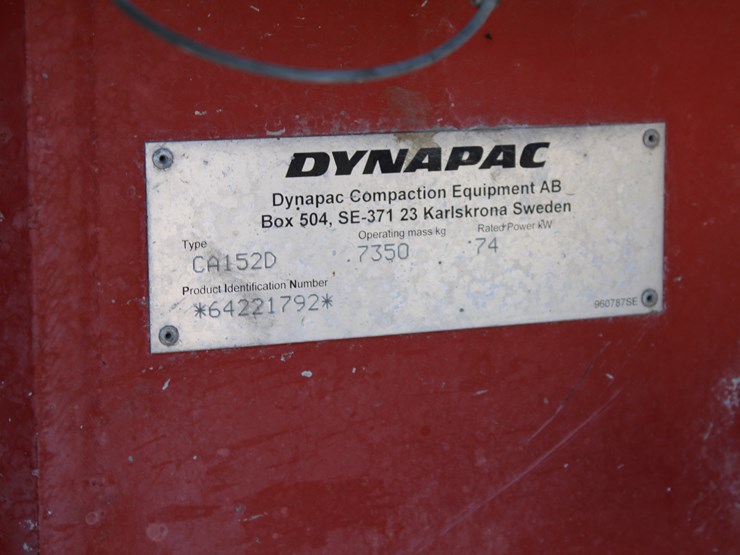 DYNAPAC
Dynapac Compaction Equipment AB
Box 504, SE-371 23 Karlskrona Sweden
Type Operating mass kg Rated Power kW
CA152D 7350 74
Product Identification Number
*64221792*
960787SE